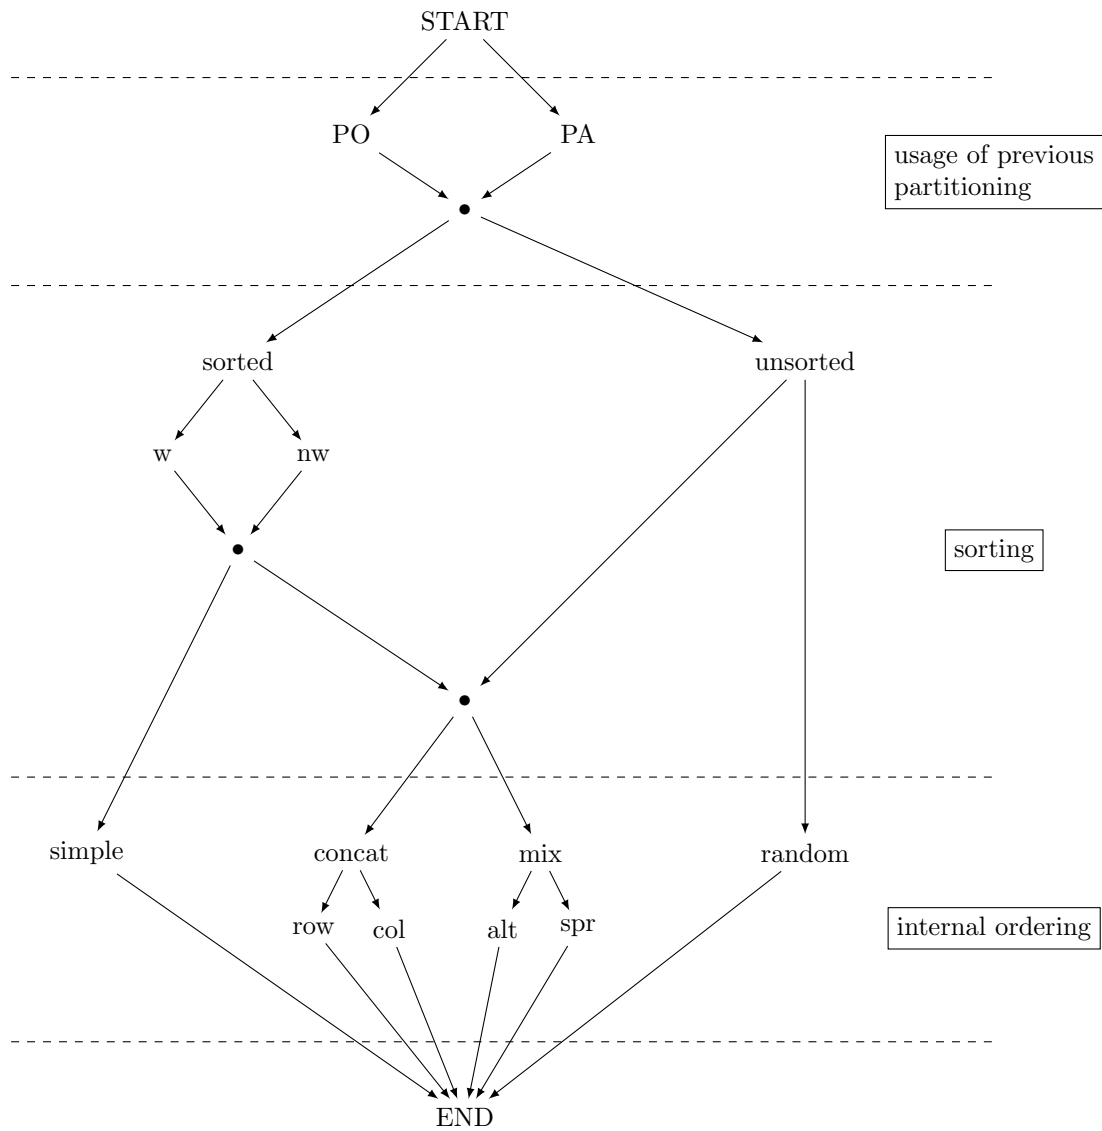 START
PO
PA
usage of previous
partitioning
sorted
unsorted
w
nw
sorting
simple
concat
mix
random
row
col
alt
spr
internal ordering
END